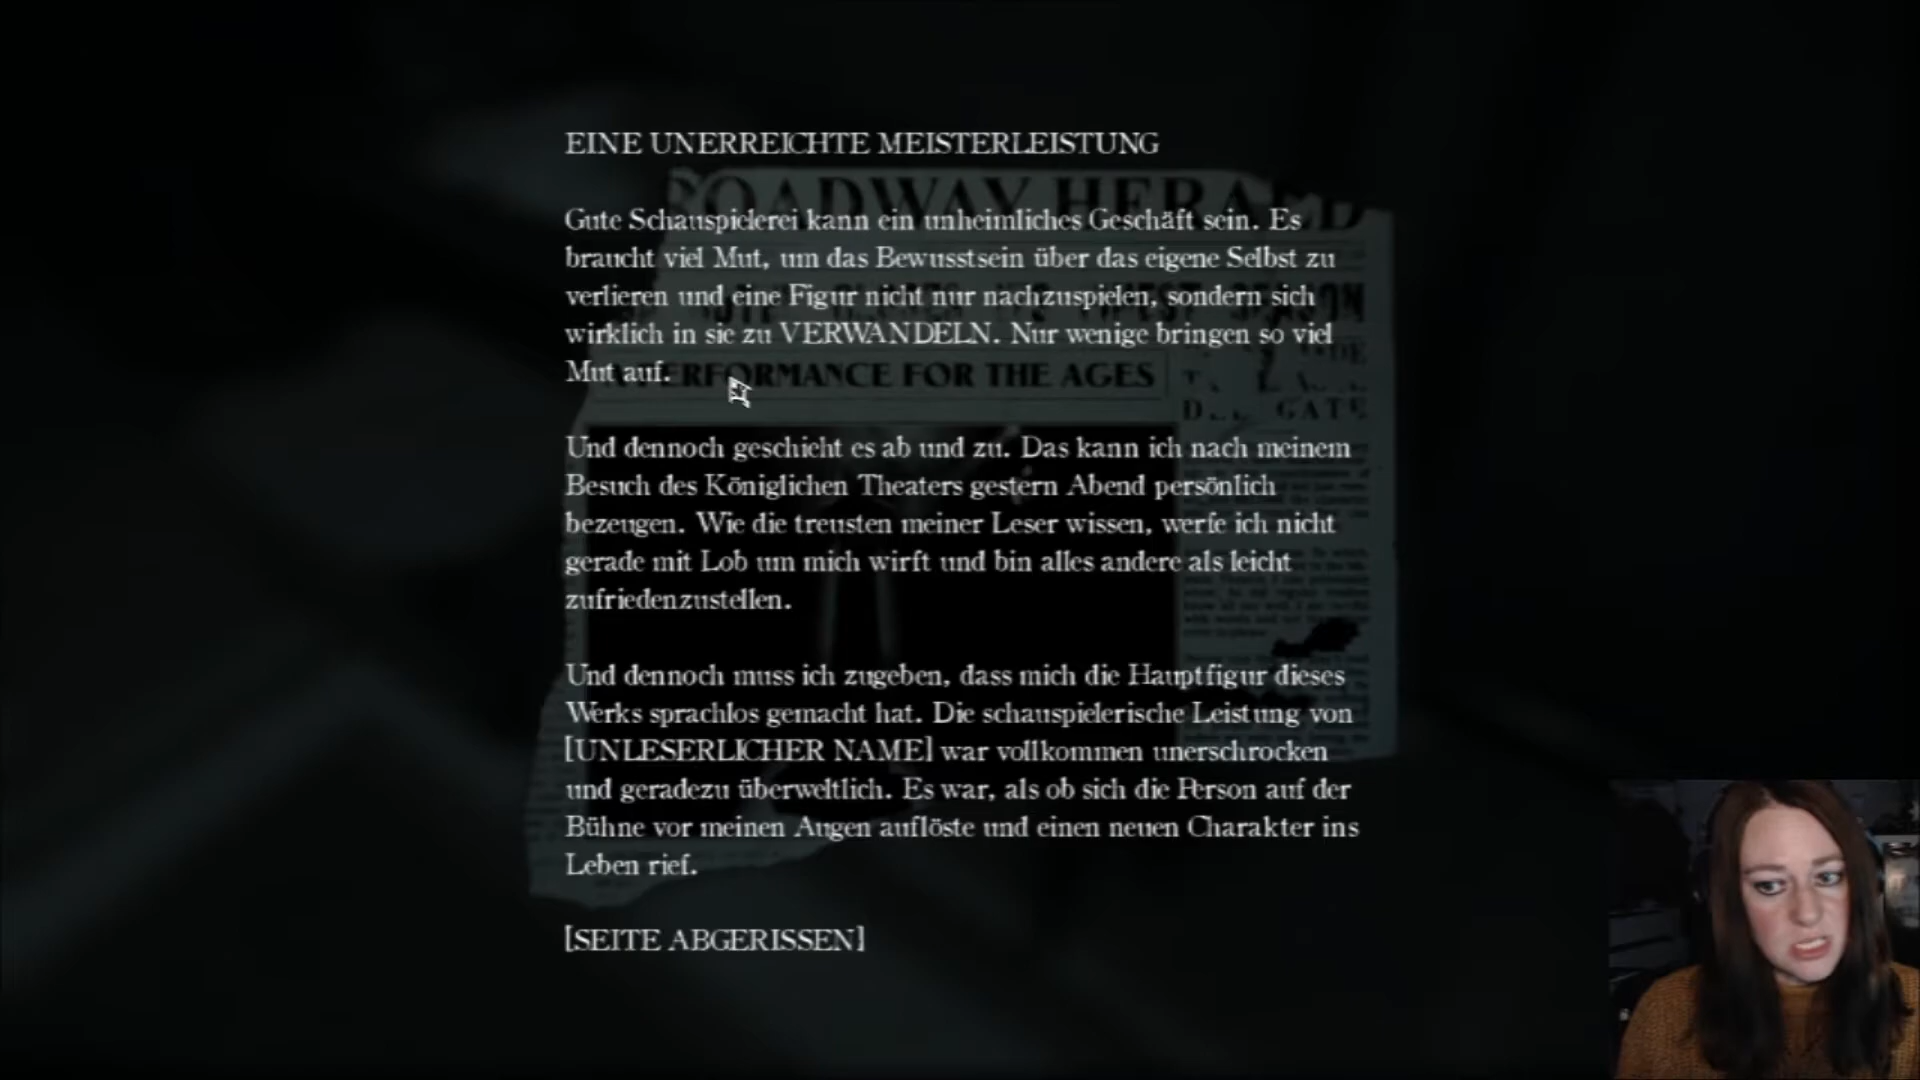 EINE UNERREICHTE MEISTERLEISTUNG
Gute Schauspielerei kann ein unheimliches Geschäft sein. Es
braucht viel Mut, um das Bewusstsein über das eigene Selbst zu
verlieren und eine Figur nicht nur nachzuspielen, sondern sich
wirklich in sie zu VERWANDELN. Nur wenige bringen so viel
Mut auf.
Und dennoch geschieht es ab und zu. Das kann ich nach meinem
Besuch des Königlichen Theaters gestern Abend persönlich
bezeugen. Wie die treusten meiner Leser wissen, werfe ich nicht
gerade mit Lob um mich wirft und bin alles andere als leicht
zufriedenzustellen.
Und dennoch muss ich zugeben, dass mich die Hauptfigur dieses
Werks sprachlos gemacht hat. Die schauspielerische Leistung von
[UNLESERLICHER NAME] war vollkommen unerschrocken
und geradezu überweltlich. Es war, als ob sich die Person auf der
Bühne vor meinen Augen auflöste und einen neuen Charakter ins
Leben rief.
[SEITE ABGERISSEN]
ROADWAY HERALD
PERFORMANCE FOR THE AGES
GATE